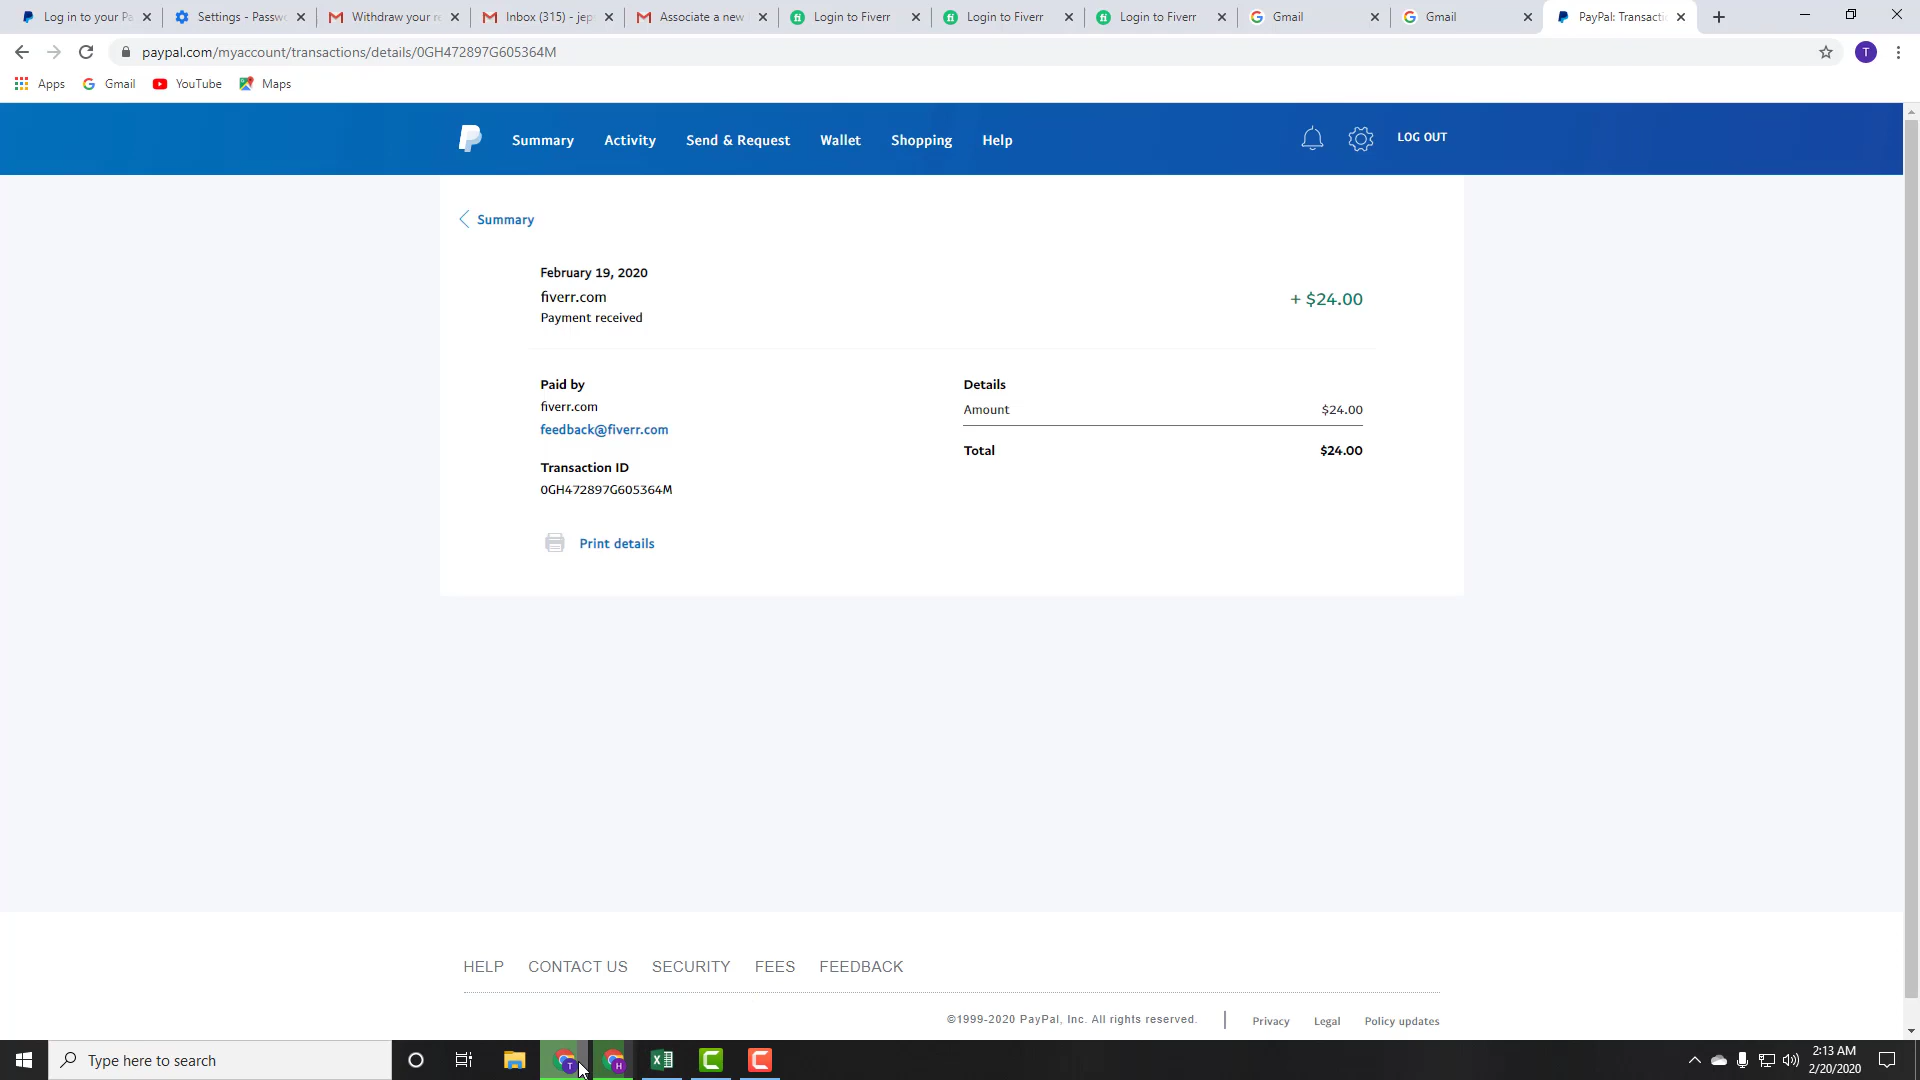 Log in to your Pa
Settings - Passw
Withdraw your re
Inbox (315) - jep
Associate a new
Login to Fiverr
Login to Fiverr
Login to Fiverr
Gmail
Gmail
PayPal: Transacti
paypal.com/myaccount/transactions/details/0GH472897G605364M
T
Apps
Gmail
YouTube
Maps
Summary
Activity
Send & Request
Wallet
Shopping
Help
LOG OUT
Summary
February 19, 2020
fiverr.com
+ $24.00
Payment received
Paid by
Details
fiverr.com
Amount $24.00
feedback@fiverr.com
Total $24.00
Transaction ID
0GH472897G605364M
Print details
HELP CONTACT US SECURITY FEES FEEDBACK
©1999-2020 PayPal, Inc. All rights reserved. | Privacy Legal Policy updates
Type here to search
2:13 AM
2/20/2020